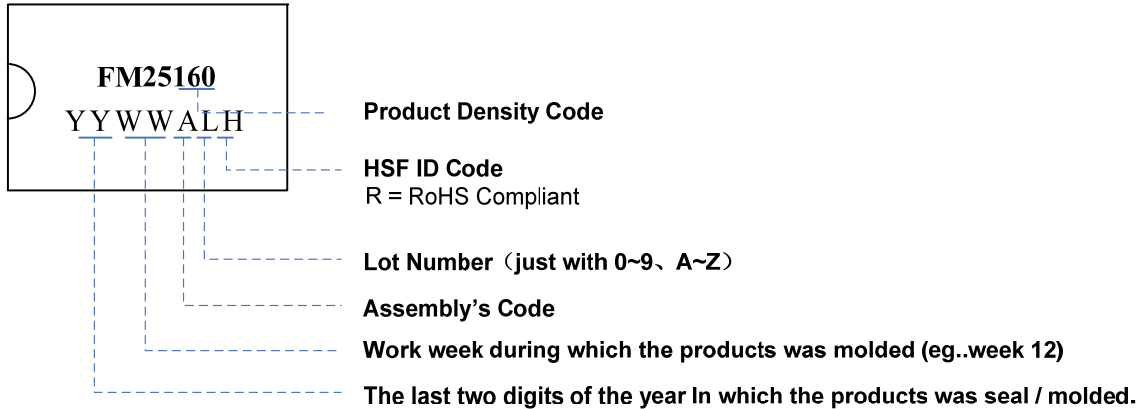 FM25160
YYWWALH
Product Density Code
HSF ID Code
R = RoHS Compliant
Lot Number（just with 0~9、A~Z）
Assembly's Code
Work week during which the products was molded (eg..week 12)
The last two digits of the year In which the products was seal / molded.